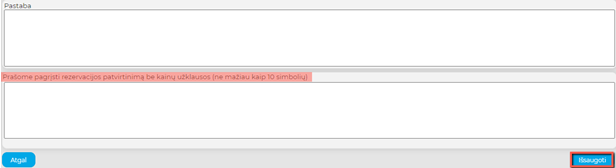 Pastaba
Prašome pagrįsti rezervacijos patvirtinimą be kainų užklausos (ne mažiau kaip 10 simbolių)
Atgal
Išsaugoti